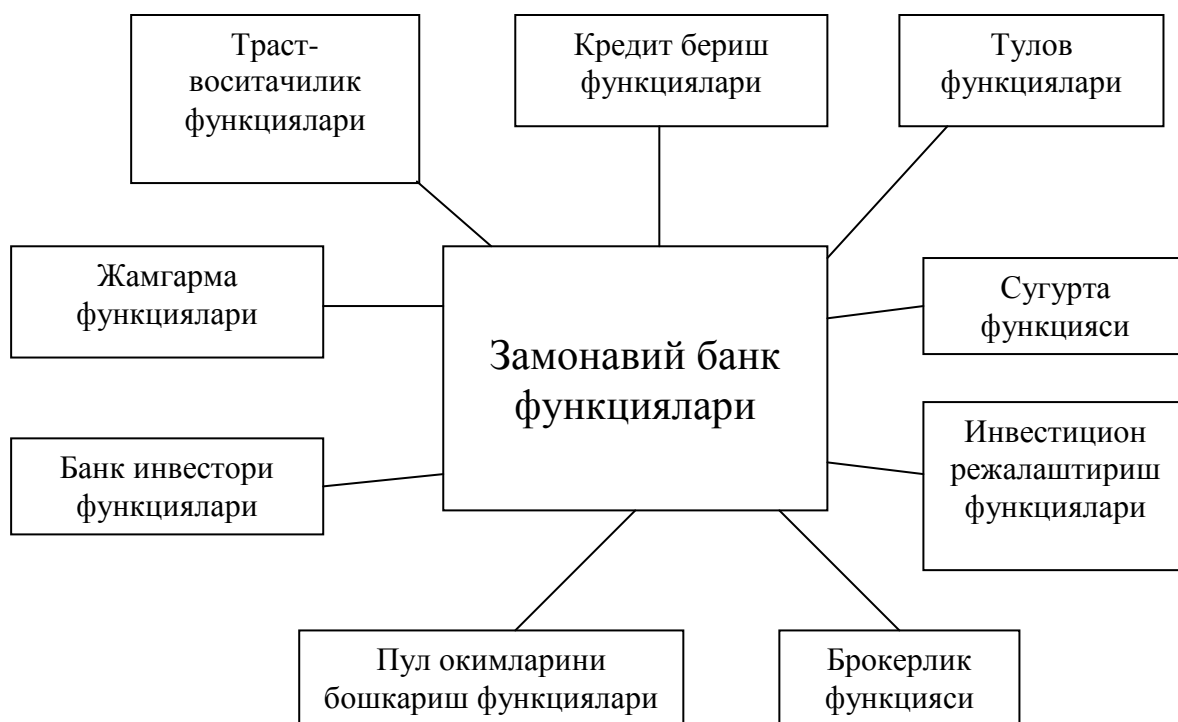 Траст-
воситачилик
функциялари
Кредит бериш
функциялари
Тулов
функциялари
Жамгарма
функциялари
Замонавий банк
функциялари
Сугурта
функцияси
Банк инвестори
функциялари
Инвестицион
режалаштириш
функциялари
Пул окимларини
бошкариш функциялари
Брокерлик
функцияси